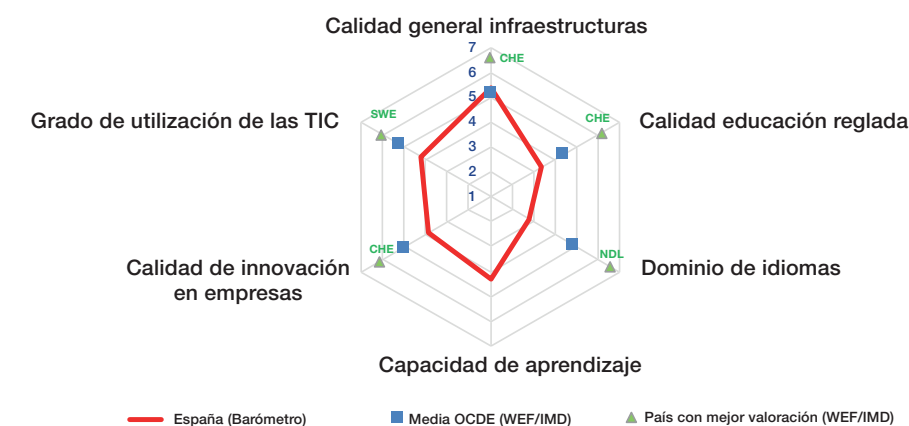 Calidad general infraestructuras
7
CHE
6
5
4
3
2
1
SWE
CHE
Grado de utilización de las TIC
Calidad educación reglada
CHE
NDL
Calidad de innovación
en empresas
Dominio de idiomas
Capacidad de aprendizaje
España (Barómetro)
Media OCDE (WEF/IMD)
País con mejor valoración (WEF/IMD)